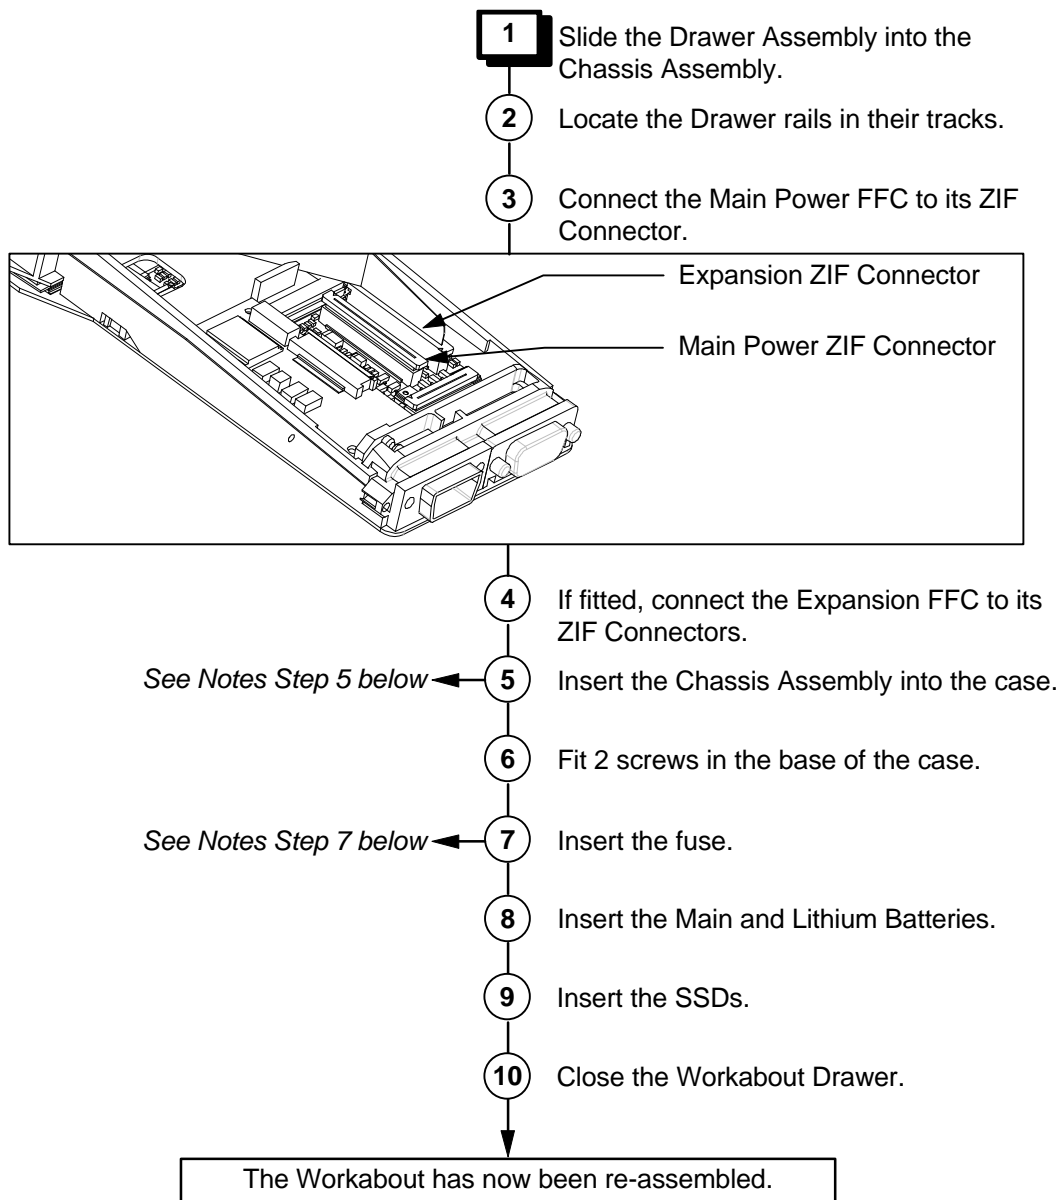 1 Slide the Drawer Assembly into the
Chassis Assembly.
2 Locate the Drawer rails in their tracks.
3 Connect the Main Power FFC to its ZIF
Connector.
Expansion ZIF Connector
Main Power ZIF Connector
4 If fitted, connect the Expansion FFC to its
ZIF Connectors.
See Notes Step 5 below 5 Insert the Chassis Assembly into the case.
6 Fit 2 screws in the base of the case.
See Notes Step 7 below 7 Insert the fuse.
8 Insert the Main and Lithium Batteries.
9 Insert the SSDs.
10 Close the Workabout Drawer.
The Workabout has now been re-assembled.